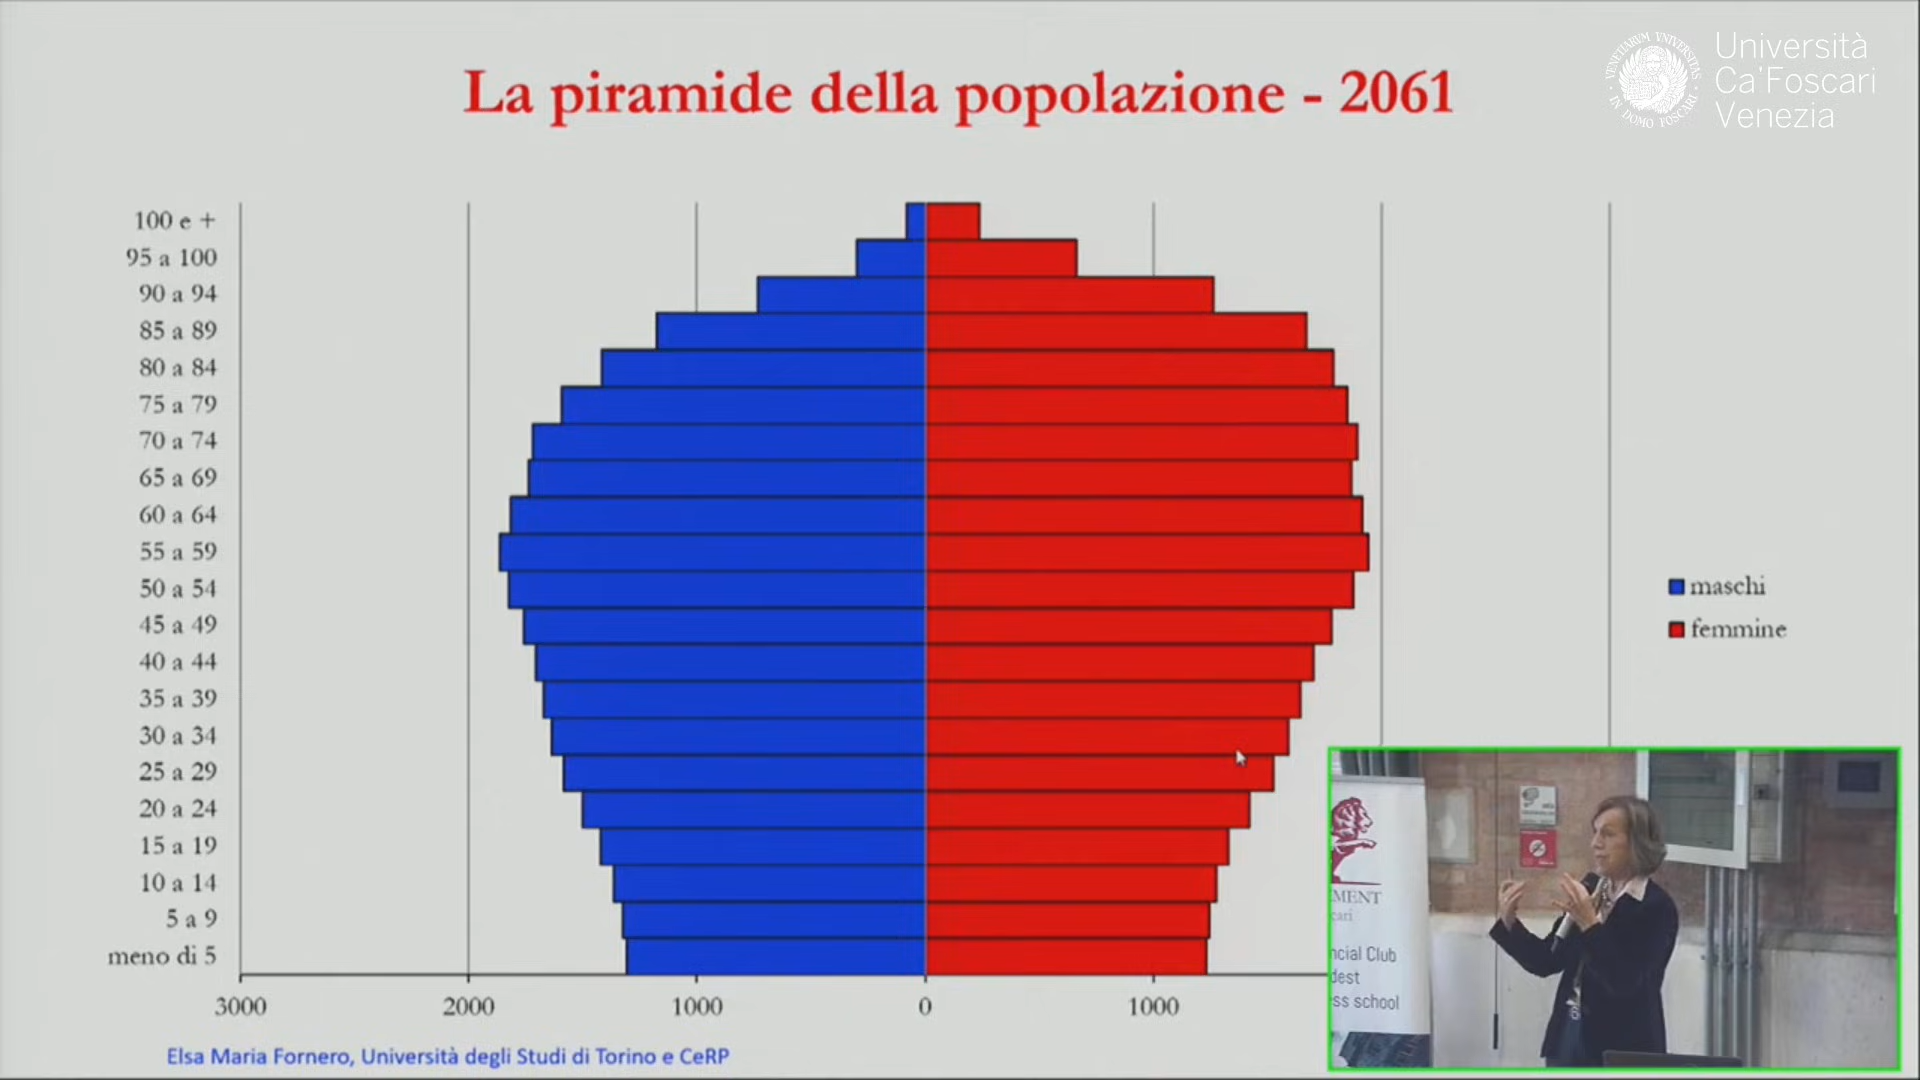 La piramide della popolazione - 2061
Università
Ca'Foscari
Venezia
100 e +
95 a 100
90 a 94
85 a 89
80 a 84
75 a 79
70 a 74
65 a 69
60 a 64
55 a 59
50 a 54
45 a 49
40 a 44
35 a 39
30 a 34
25 a 29
20 a 24
15 a 19
10 a 14
5 a 9
meno di 5
3000 2000 1000 0 1000
maschi
femmine
MENT
cari
ncial Club
dest
ss school
Elsa Maria Fornero, Università degli Studi di Torino e CeRP